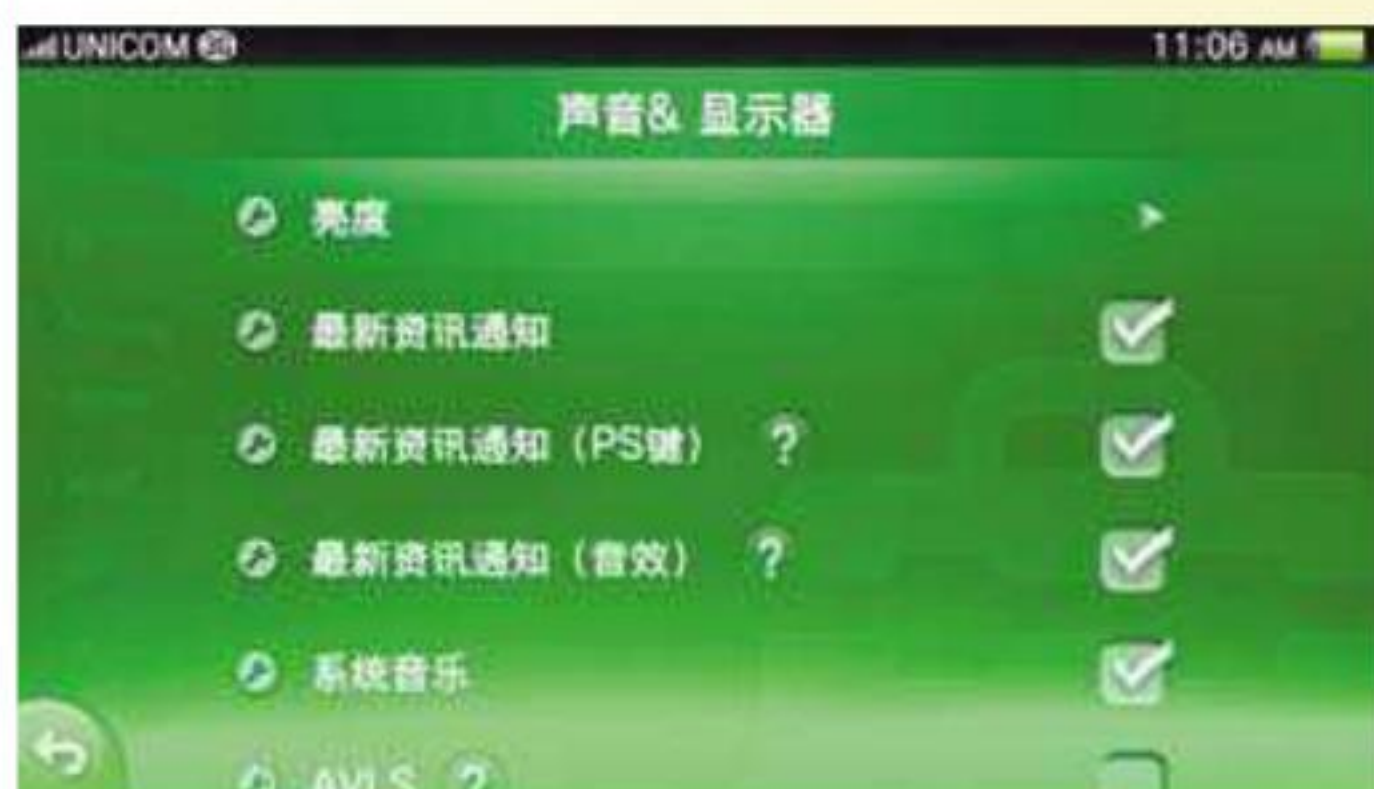 UNICOM 3G
11:06 AM
声音& 显示器
亮度
最新资讯通知
最新资讯通知（PS键） ?
最新资讯通知（音效） ?
系统音乐
AVLS ?